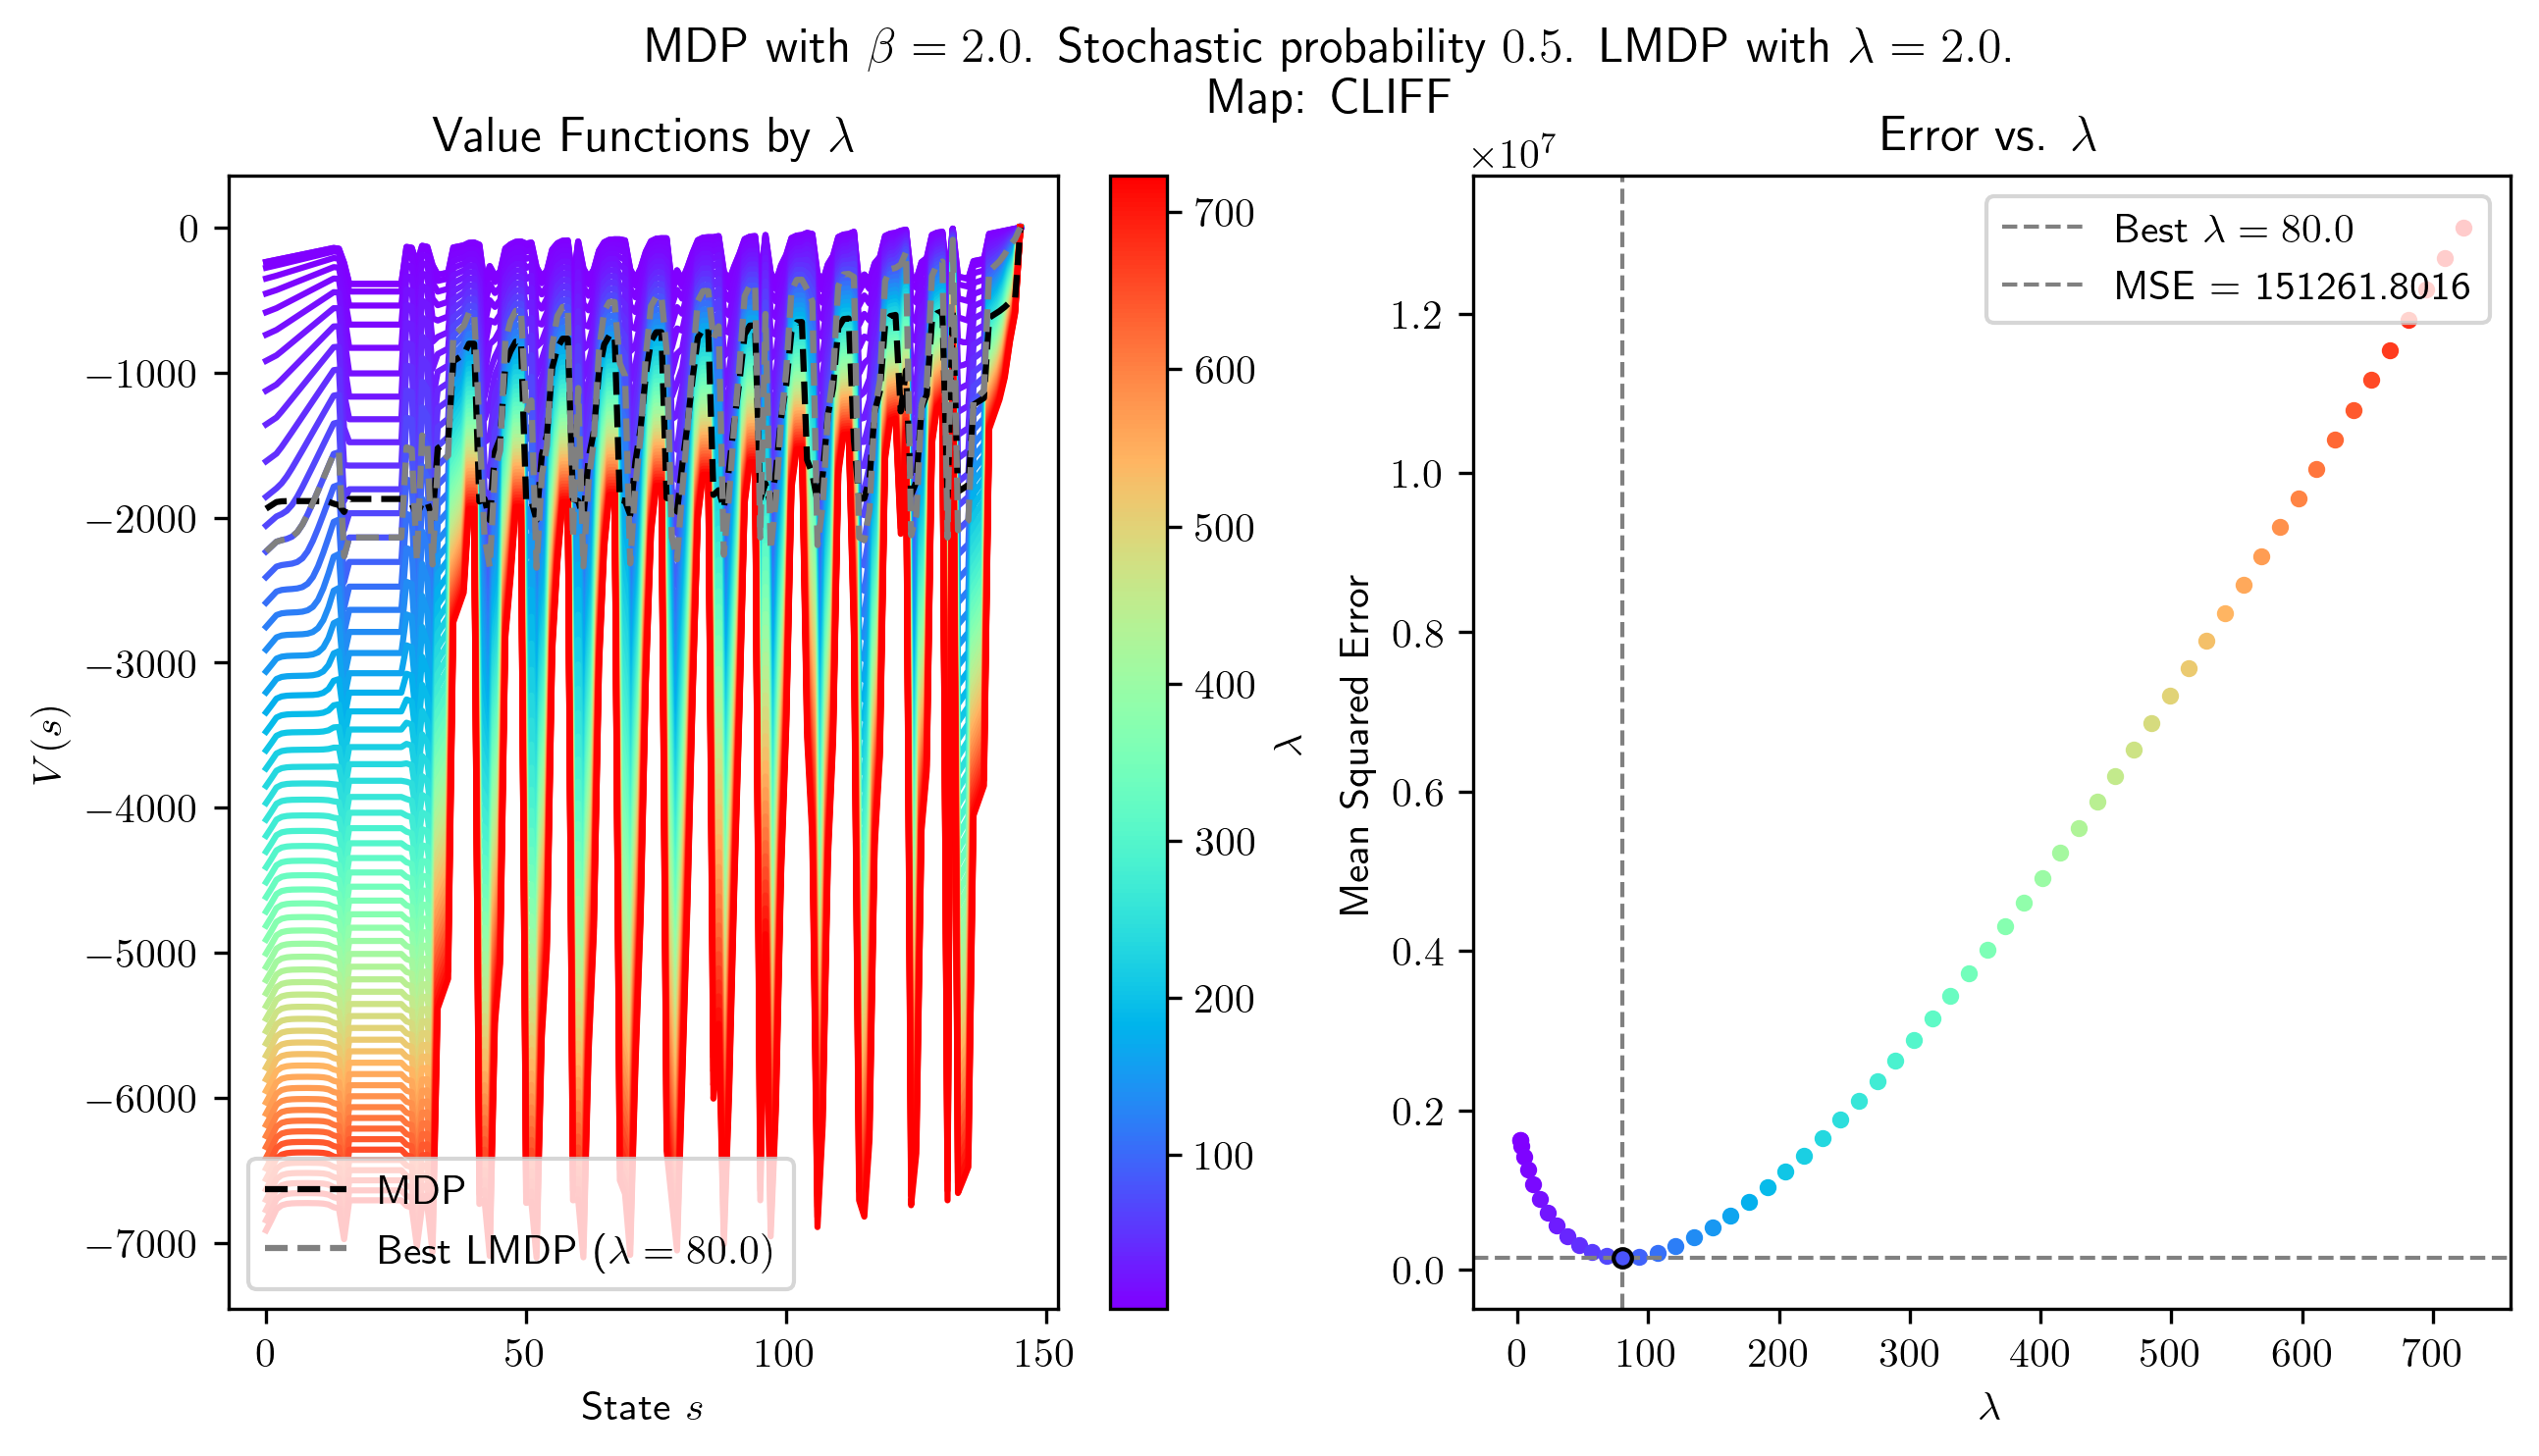 MDP with β = 2.0. Stochastic probability 0.5. LMDP with λ = 2.0.
Map: CLIFF
Value Functions by λ
0
−1000
−2000
−3000
−4000
−5000
−6000
−7000
V(s)
MDP
Best LMDP (λ = 80.0)
0 50 100 150
State s
700
600
500
400
300
200
100
λ
Error vs. λ
×10⁷
Best λ = 80.0
MSE = 151261.8016
1.2
1.0
0.8
0.6
0.4
0.2
0.0
Mean Squared Error
0 100 200 300 400 500 600 700
λ